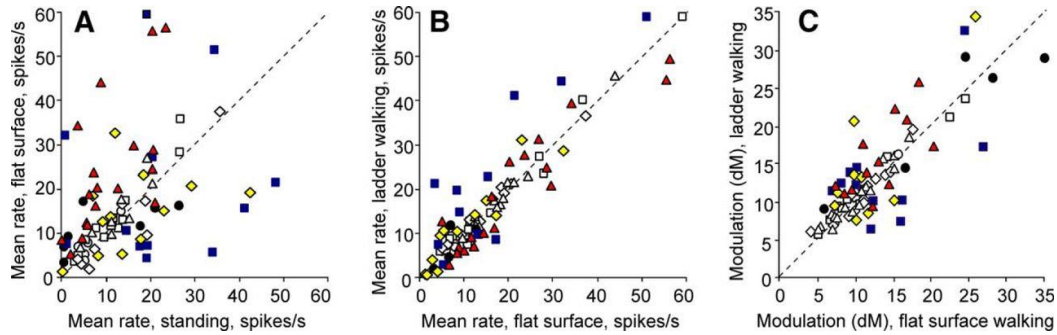 A
Mean rate, flat surface, spikes/s
60
50
40
30
20
10
0
0 10 20 30 40 50 60
Mean rate, standing, spikes/s
B
Mean rate, ladder walking, spikes/s
60
50
40
30
20
10
0
0 10 20 30 40 50 60
Mean rate, flat surface, spikes/s
C
Modulation (dM), ladder walking
35
30
25
20
15
10
5
0
5 10 15 20 25 30 35
Modulation (dM), flat surface walking